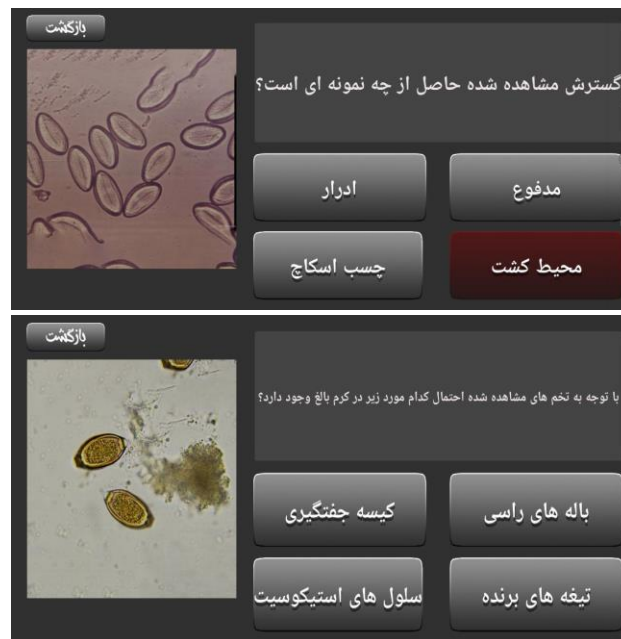 بازگشت
گسترش مشاهده شده حاصل از چه نمونه ای است؟
مدفوع
ادرار
محیط کشت
چسب اسکاچ
بازگشت
با توجه به تخم های مشاهده شده احتمال کدام مورد زیر در کرم بالغ وجود دارد؟
باله های راسی
کیسه جفتگیری
تیغه های برنده
سلول های استیکوسیت